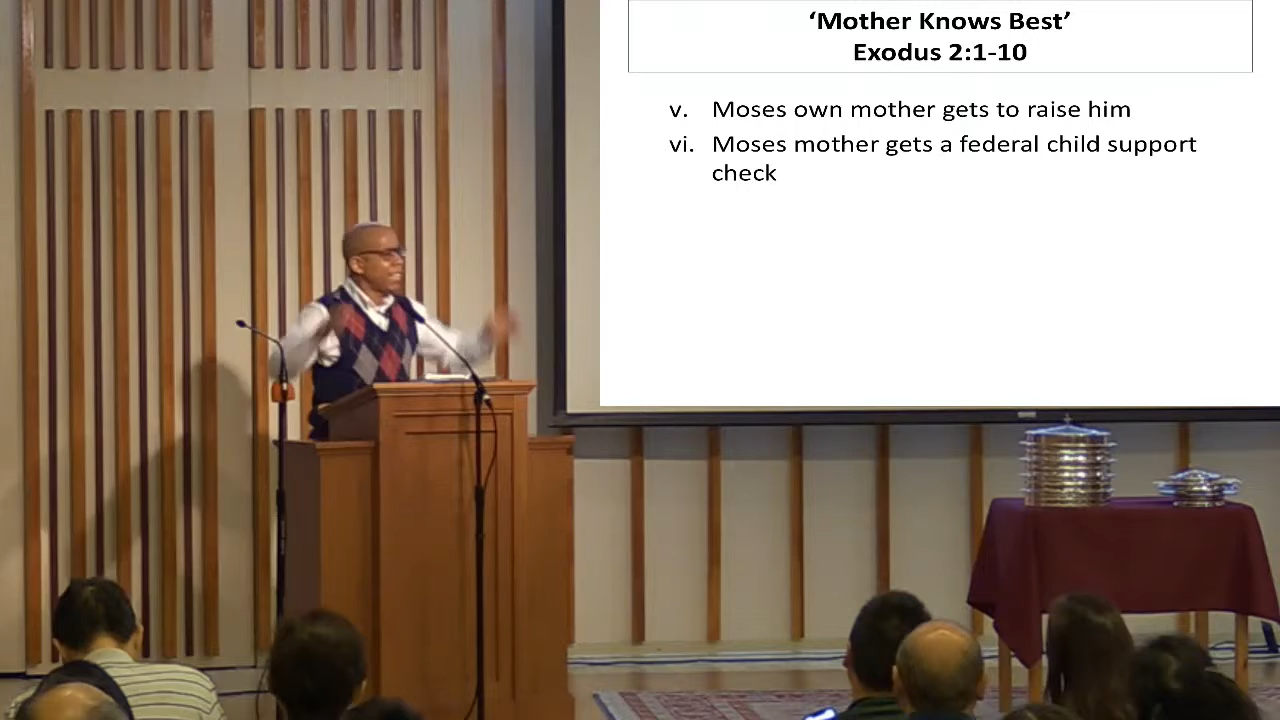 ‘Mother Knows Best’
Exodus 2:1-10
v. Moses own mother gets to raise him
vi. Moses mother gets a federal child support
check